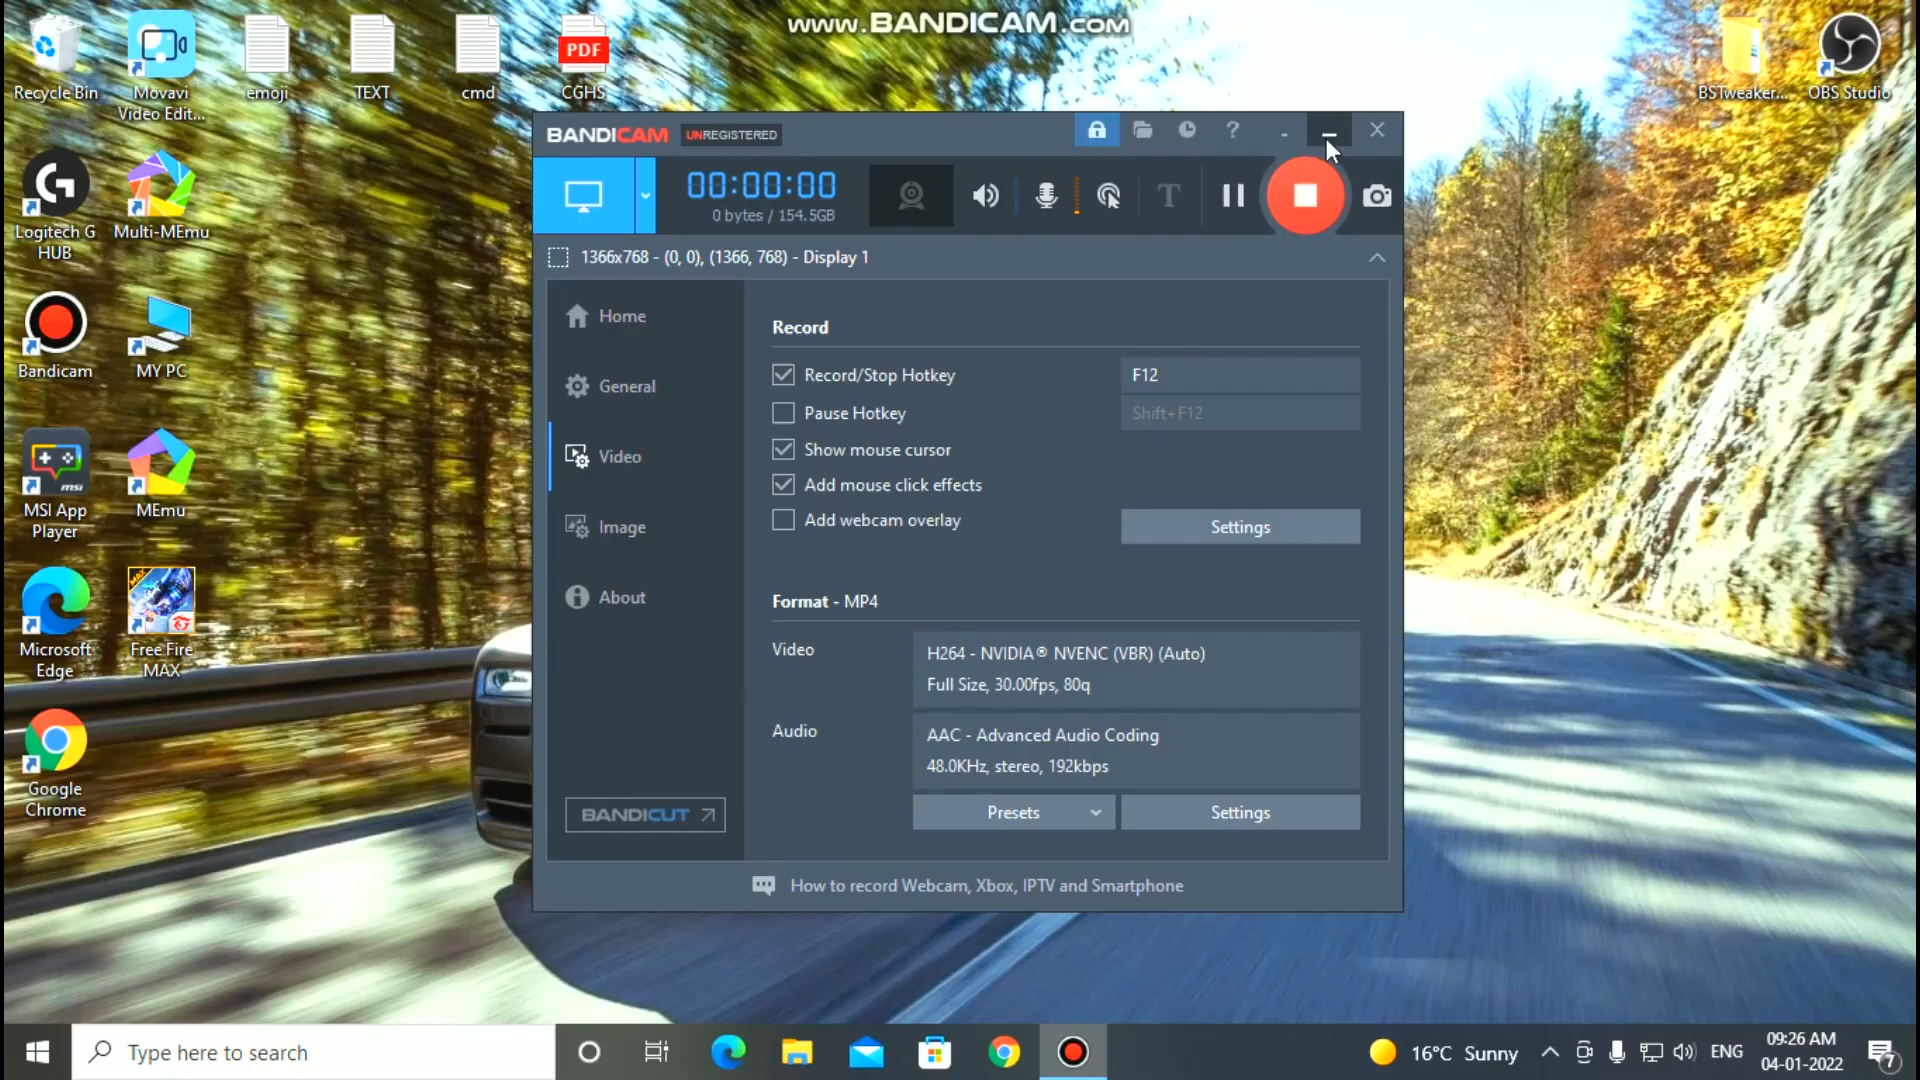 www.BANDICAM.com
Recycle Bin
Movavi
Video Edit...
emoji
TEXT
cmd
PDF
CGHS
BSTweaker...
OBS Studio
Logitech G
HUB
Multi-MEmu
Bandicam
MY PC
msi
MSI App
Player
MEmu
Microsoft
Edge
MAX
Free Fire
MAX
Google
Chrome
BANDICAM UNREGISTERED
?
00:00:00
0 bytes / 154.5GB
T
1366x768 - (0, 0), (1366, 768) - Display 1
Home
General
Video
Image
About
BANDICUT
Record
Record/Stop Hotkey F12
Pause Hotkey Shift+F12
Show mouse cursor
Add mouse click effects
Add webcam overlay
Settings
Format - MP4
Video
H264 - NVIDIA® NVENC (VBR) (Auto)
Full Size, 30.00fps, 80q
Audio
AAC - Advanced Audio Coding
48.0KHz, stereo, 192kbps
Presets
Settings
How to record Webcam, Xbox, IPTV and Smartphone
Type here to search
16°C Sunny
ENG
09:26 AM
04-01-2022
7